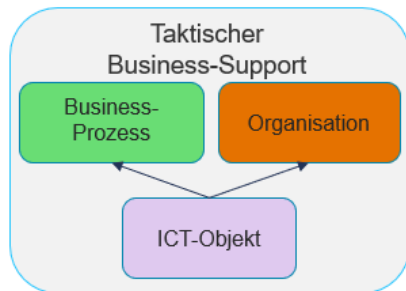 Taktischer
Business-Support
Business-
Prozess
Organisation
ICT-Objekt